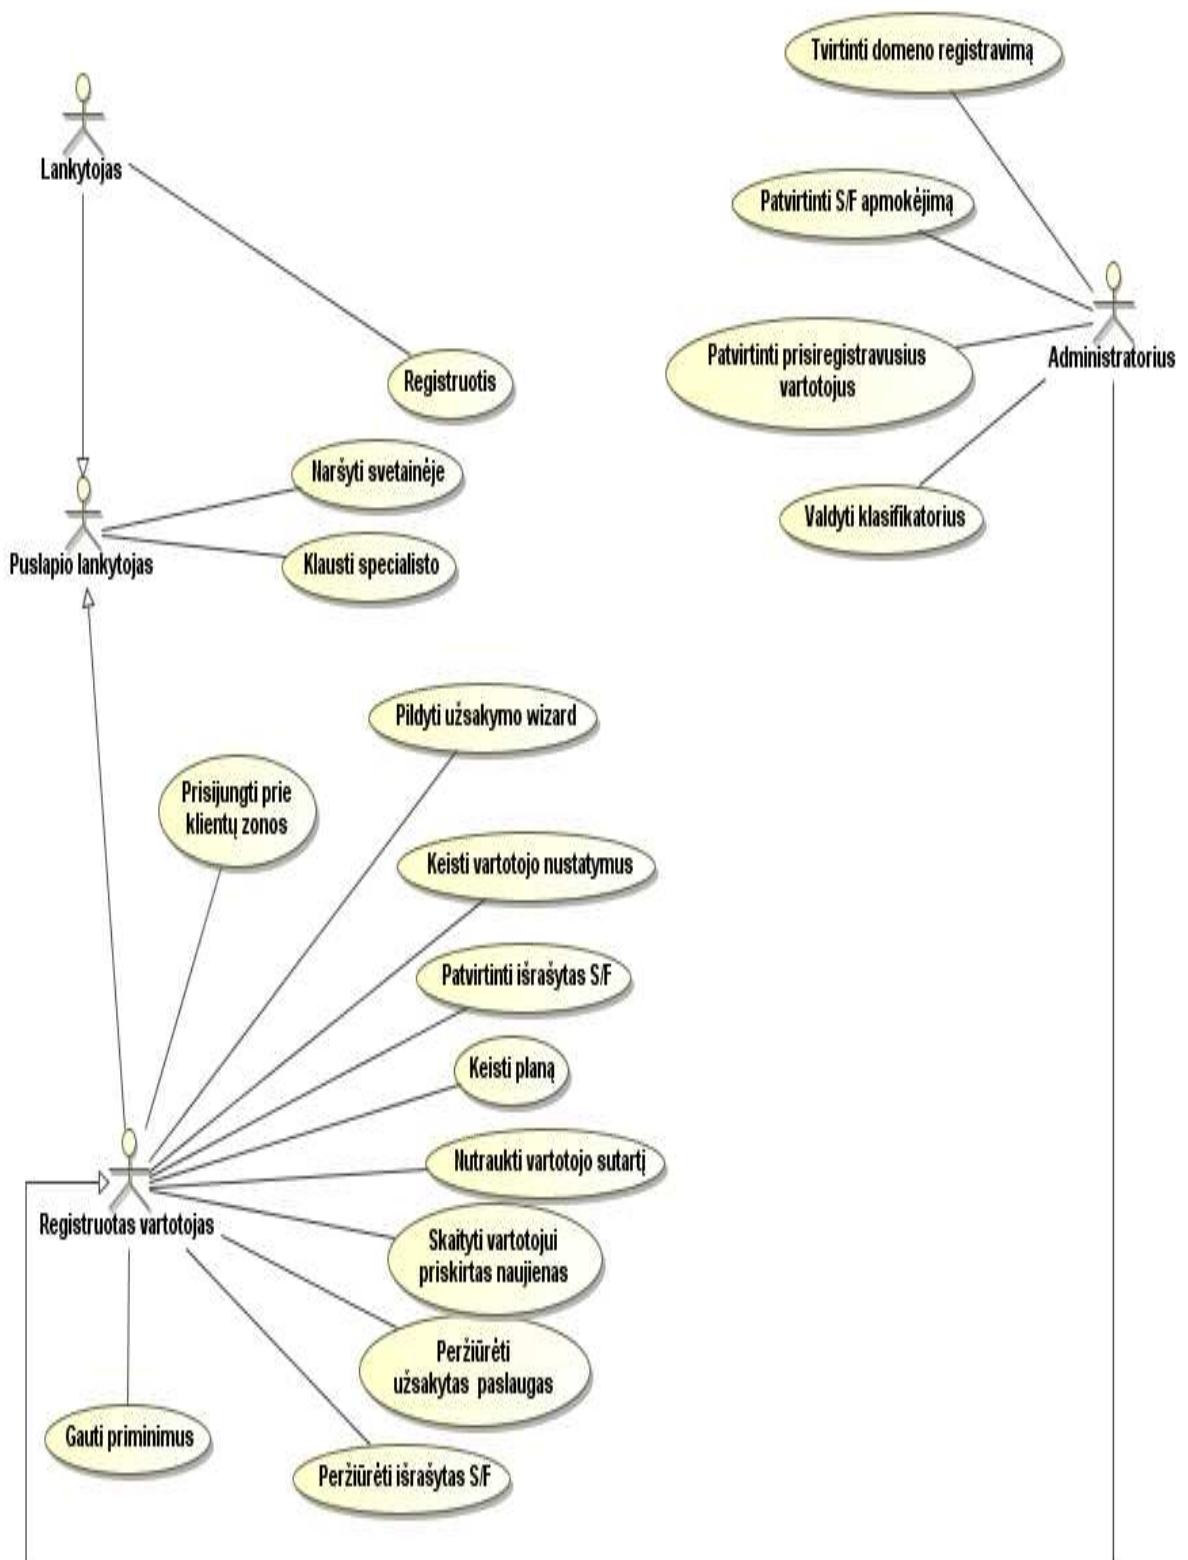 Tvirtinti domeno registravimą
Lankytojas
Patvirtinti S/F apmokėjimą
Patvirtinti prisiregistravusius
vartotojus
Administratorius
Registruotis
Naršyti svetainėje
Valdyti klasifikatorius
Puslapio lankytojas
Klausti specialisto
Pildyti užsakymo wizard
Prisijungti prie
klientų zonos
Keisti vartotojo nustatymus
Patvirtinti išrašytas S/F
Keisti planą
Nutraukti vartotojo sutartį
Registruotas vartotojas
Skaityti vartotojui
priskirtas naujienas
Peržiūrėti
užsakytas paslaugas
Gauti priminimus
Peržiūrėti išrašytas S/F